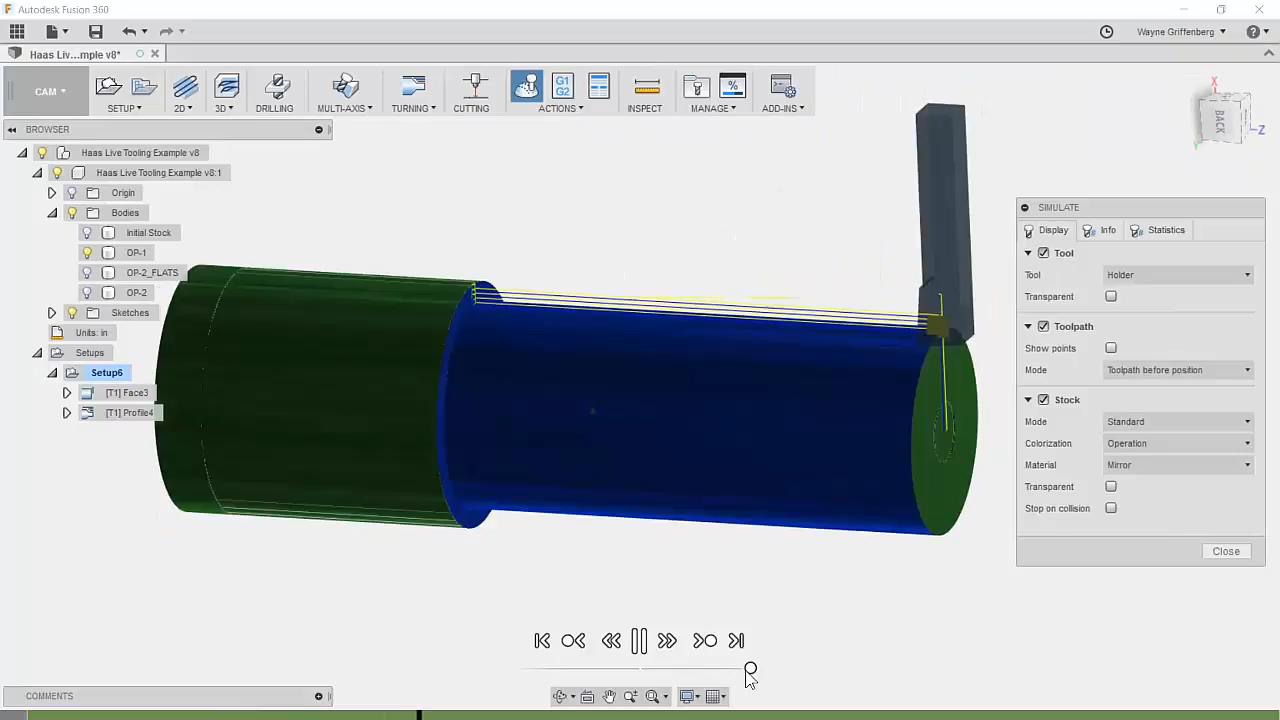 Autodesk Fusion 360
Wayne Griffenberg
Haas Liv...mple v8*
CAM
SETUP
2D
3D
DRILLING
MULTI-AXIS
TURNING
CUTTING
G1
G2
ACTIONS
INSPECT
%
MANAGE
ADD-INS
BROWSER
Haas Live Tooling Example v8
Haas Live Tooling Example v8:1
Origin
Bodies
Initial Stock
OP-1
OP-2_FLATS
OP-2
Sketches
Units: in
Setups
Setup6
[T1] Face3
[T1] Profile4
X
BACK
Z
Y
SIMULATE
Display
Info
Statistics
Tool
Tool Holder
Transparent
Toolpath
Show points
Mode Toolpath before position
Stock
Mode Standard
Colorization Operation
Material Mirror
Transparent
Stop on collision
Close
COMMENTS